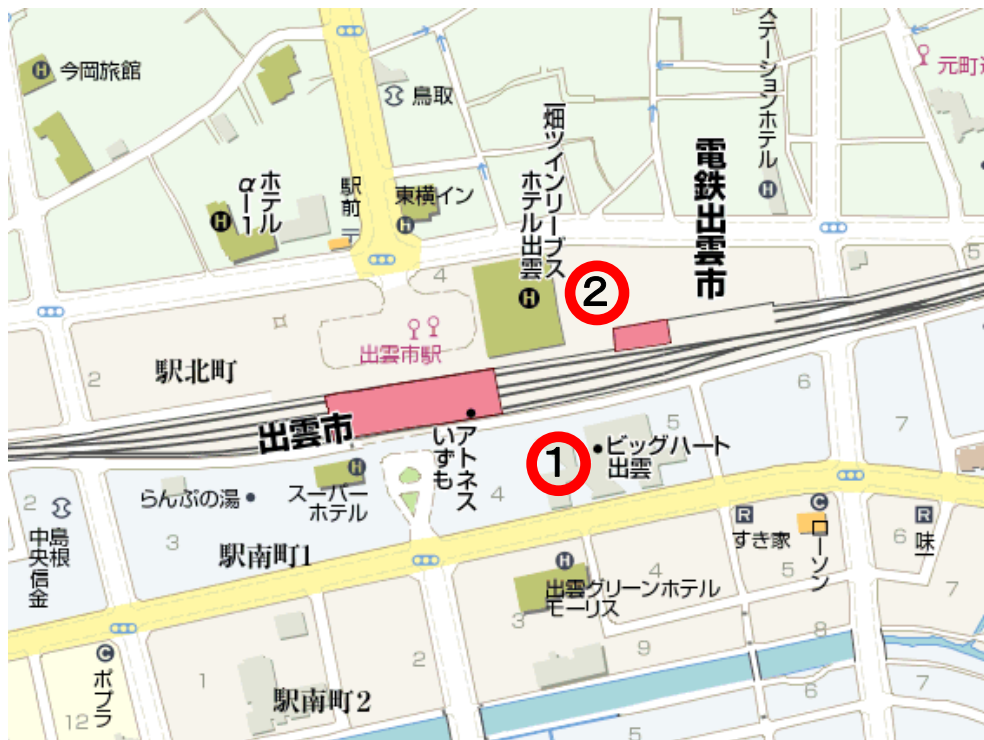 今岡旅館
鳥取
元町
ステーションホテル
一畑ツインリーブス
ホテル出雲
電鉄出雲市
ホテル
α-1
駅前
東横イン
4
5
②
出雲市駅
駅北町
2
6
7
出雲市
アトネス
いずも
①
ビッグハート
出雲
5
4
スーパー
ホテル
らんぷの湯
2
島根
中央信金
3
駅南町1
すき家
ローソン
味一
6
出雲グリーンホテル
モーリス
4
5
7
3
8
9
2
1
ポプラ
12
駅南町2
6
7
5